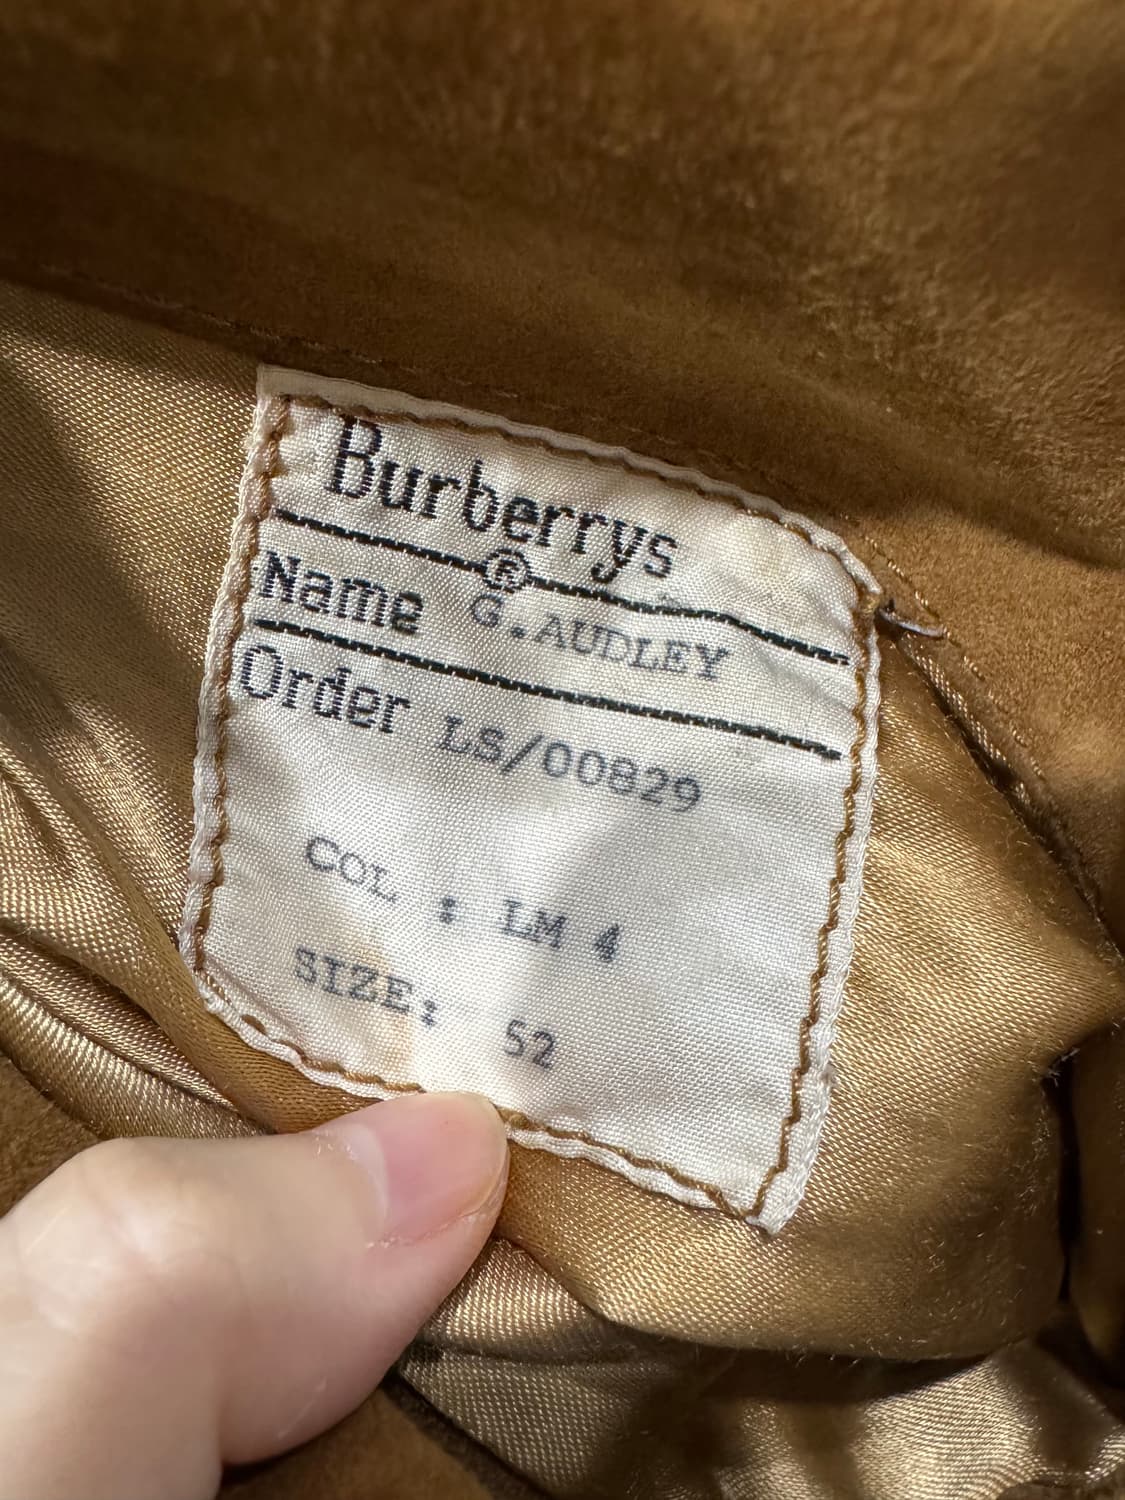 Burberrys
®
Name G.AUDLEY
Order LS/00829
COL : LM 4
SIZE: 52